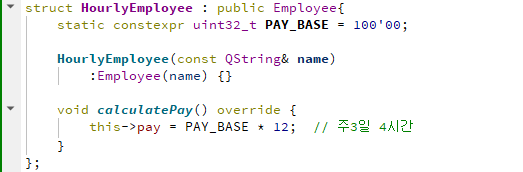 struct HourlyEmployee : public Employee{
    static constexpr uint32_t PAY_BASE = 100'00;

    HourlyEmployee(const QString& name)
        :Employee(name) {}

    void calculatePay() override {
        this->pay = PAY_BASE * 12;  // 주3일 4시간
    }
};